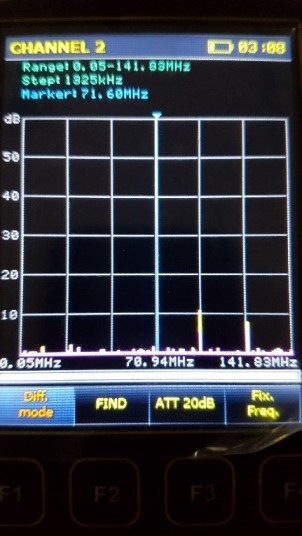 CHANNEL 2 03:08
Range: 0.05-141.83MHz
Step: 1325kHz
Marker: 71.60MHz
dB
50
40
30
20
10
0.05MHz 70.94MHz 141.83MHz
Diff. mode FIND ATT 20dB Fix. Freq.
F1 F2 F3